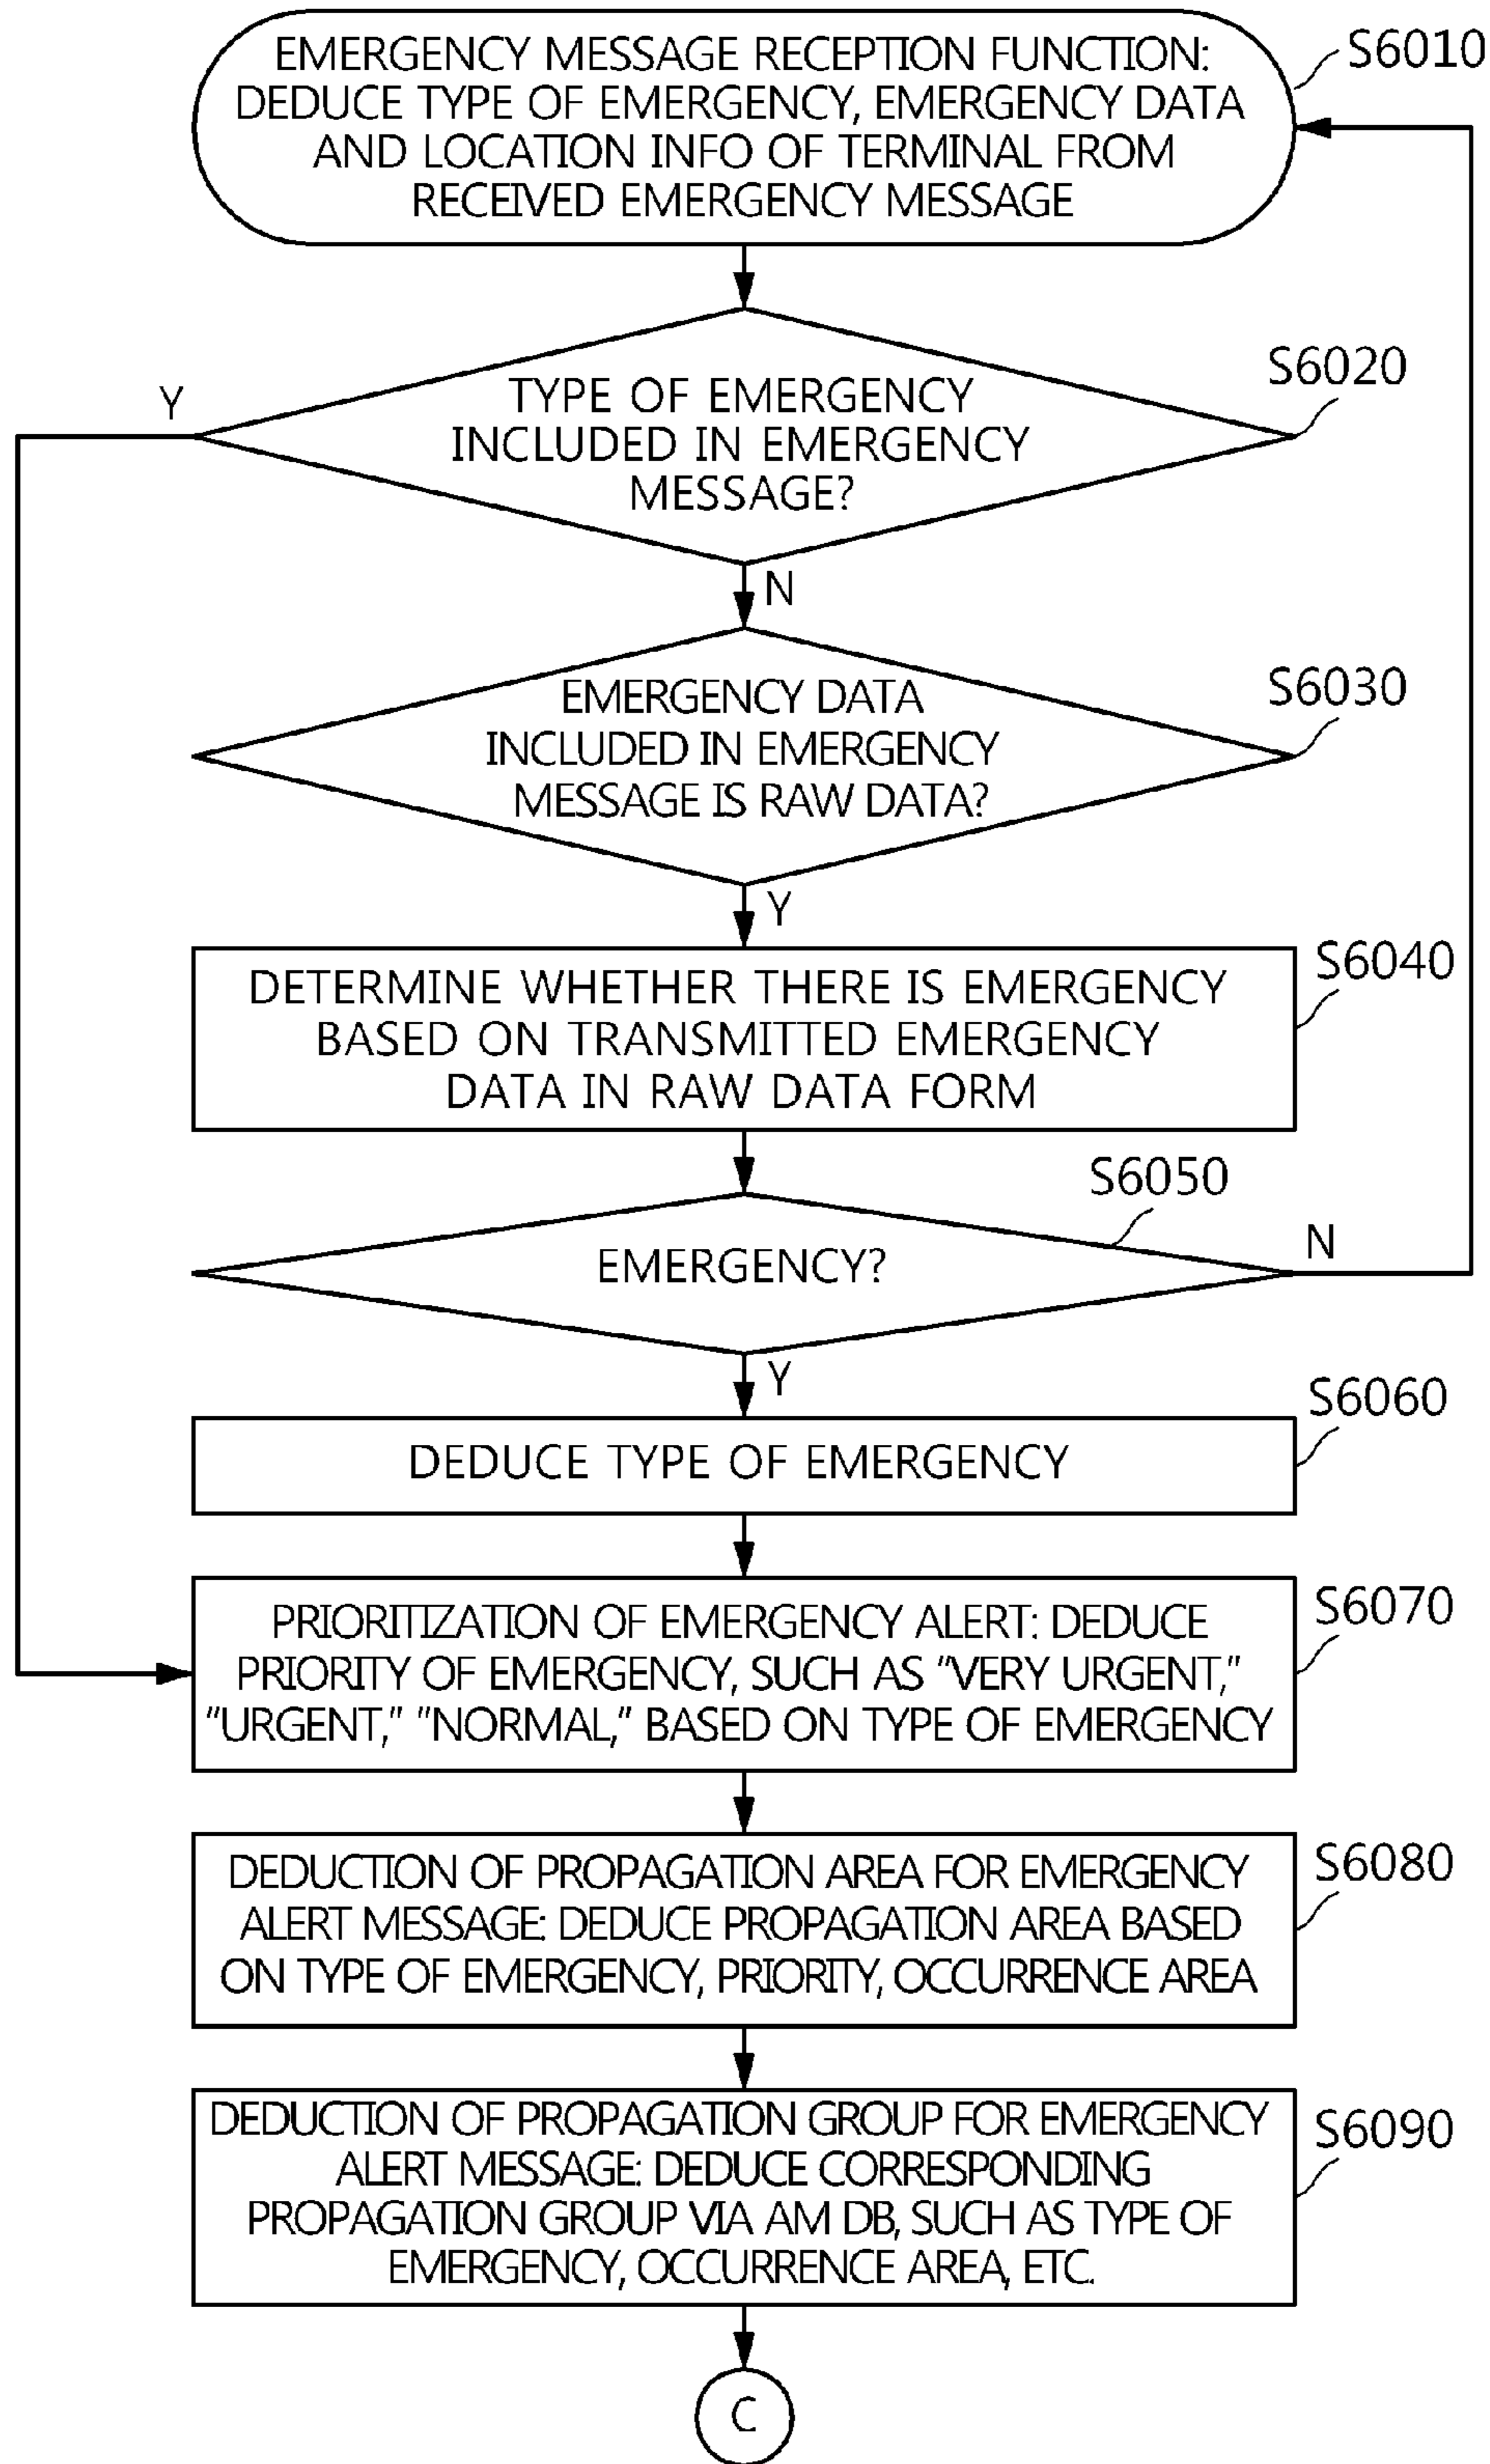 EMERGENCY MESSAGE RECEPTION FUNCTION:
DEDUCE TYPE OF EMERGENCY, EMERGENCY DATA
AND LOCATION INFO OF TERMINAL FROM
RECEIVED EMERGENCY MESSAGE
S6010
TYPE OF EMERGENCY
INCLUDED IN EMERGENCY
MESSAGE?
S6020
Y
N
EMERGENCY DATA
INCLUDED IN EMERGENCY
MESSAGE IS RAW DATA?
S6030
Y
DETERMINE WHETHER THERE IS EMERGENCY
BASED ON TRANSMITTED EMERGENCY
DATA IN RAW DATA FORM
S6040
EMERGENCY?
S6050
N
Y
DEDUCE TYPE OF EMERGENCY
S6060
PRIORITIZATION OF EMERGENCY ALERT: DEDUCE
PRIORITY OF EMERGENCY, SUCH AS "VERY URGENT,"
"URGENT," "NORMAL," BASED ON TYPE OF EMERGENCY
S6070
DEDUCTION OF PROPAGATION AREA FOR EMERGENCY
ALERT MESSAGE: DEDUCE PROPAGATION AREA BASED
ON TYPE OF EMERGENCY, PRIORITY, OCCURRENCE AREA
S6080
DEDUCTION OF PROPAGATION GROUP FOR EMERGENCY
ALERT MESSAGE: DEDUCE CORRESPONDING
PROPAGATION GROUP VIA AM DB, SUCH AS TYPE OF
EMERGENCY, OCCURRENCE AREA, ETC.
S6090
C